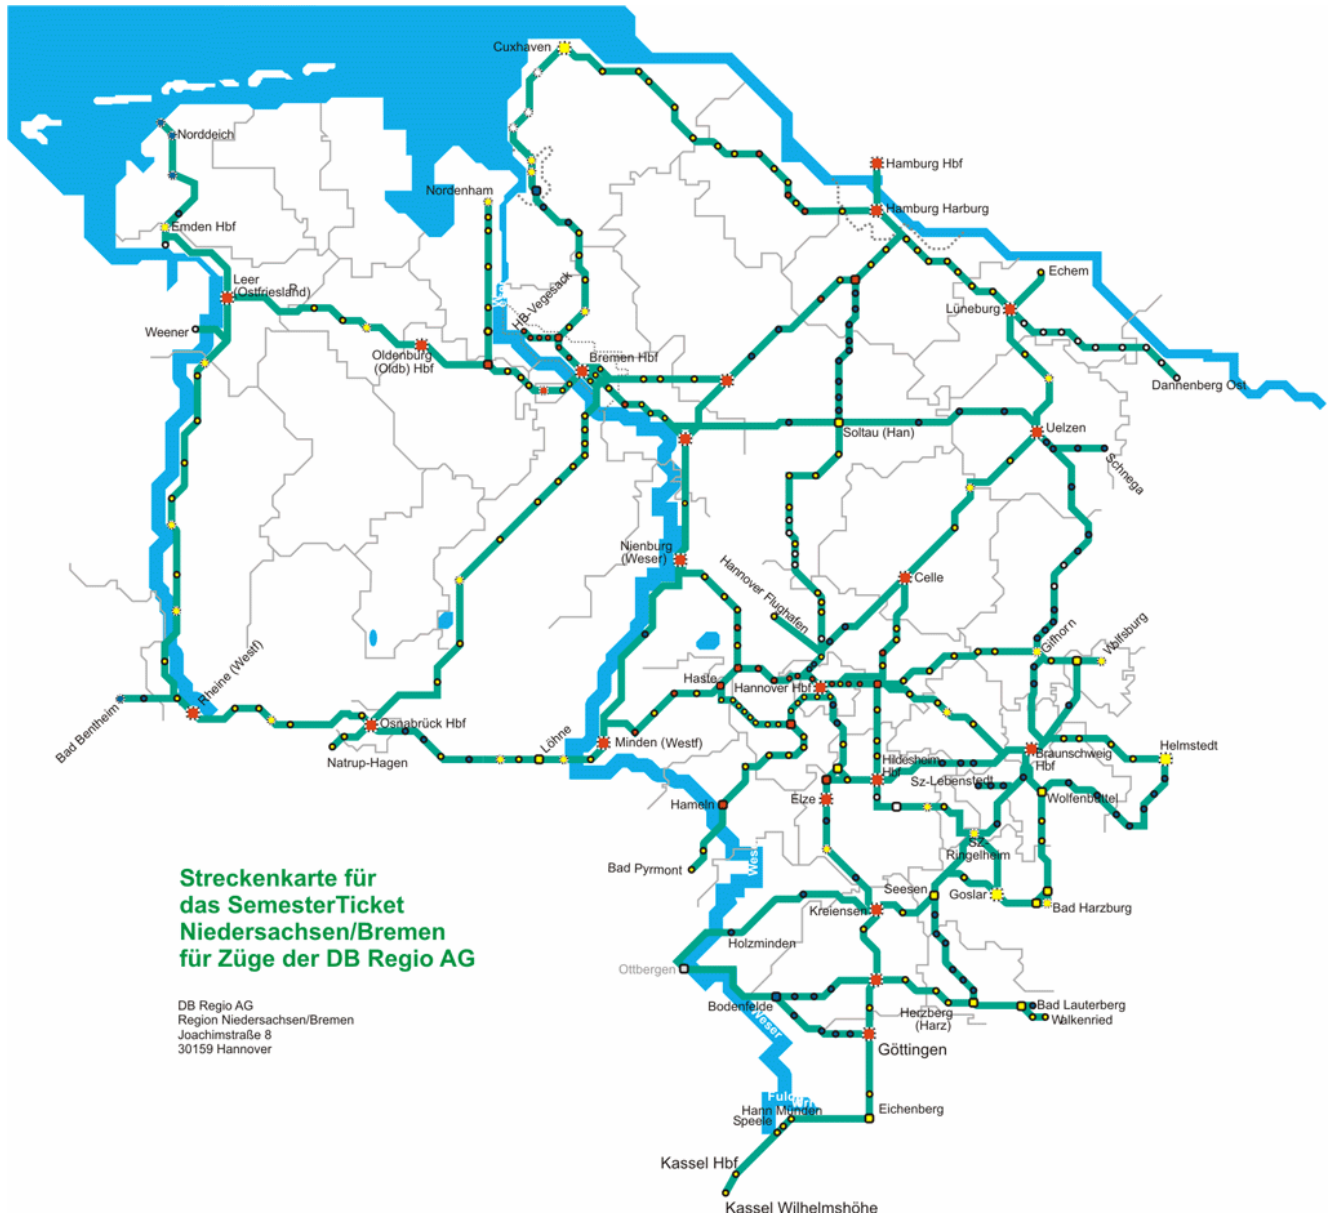 Cuxhaven
Norddeich
Hamburg Hbf
Nordenham
Hamburg Harburg
Emden Hbf
Echem
Leer
(Ostfriesland)
HB-Vegesack
Lüneburg
Weener
Oldenburg
(Oldb) Hbf
Bremen Hbf
Dannenberg Ost
Soltau (Han)
Uelzen
Schnega
Nienburg
(Weser)
Hannover Flughafen
Celle
Gifhorn
Wolfsburg
Rheine (Westf)
Haste
Hannover Hbf
Bad Bentheim
Osnabrück Hbf
Natrup-Hagen
Löhne
Minden (Westf)
Hildesheim
Hbf
Braunschweig
Hbf
Helmstedt
Sz-Lebenstedt
Hameln
Elze
Wolfenbüttel
SZ-
Ringelheim
Bad Pyrmont
Seesen
Goslar
Bad Harzburg
Kreiensen
Streckenkarte für
das SemesterTicket
Niedersachsen/Bremen
für Züge der DB Regio AG
Holzminden
Ottbergen
Bodenfelde
Weser
Herzberg
(Harz)
Bad Lauterberg
Walkenried
DB Regio AG
Region Niedersachsen/Bremen
Joachimstraße 8
30159 Hannover
Göttingen
Hann Münden
Speele
Eichenberg
Kassel Hbf
Kassel Wilhelmshöhe